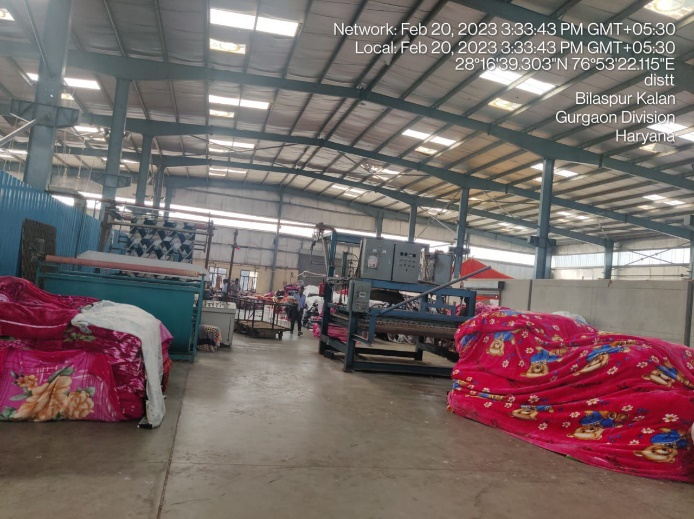 Network: Feb 20, 2023 3:33:43 PM GMT+05:30
Local: Feb 20, 2023 3:33:43 PM GMT+05:30
28°16'39.303"N 76°53'22.115"E
distt
Bilaspur Kalan
Gurgaon Division
Haryana